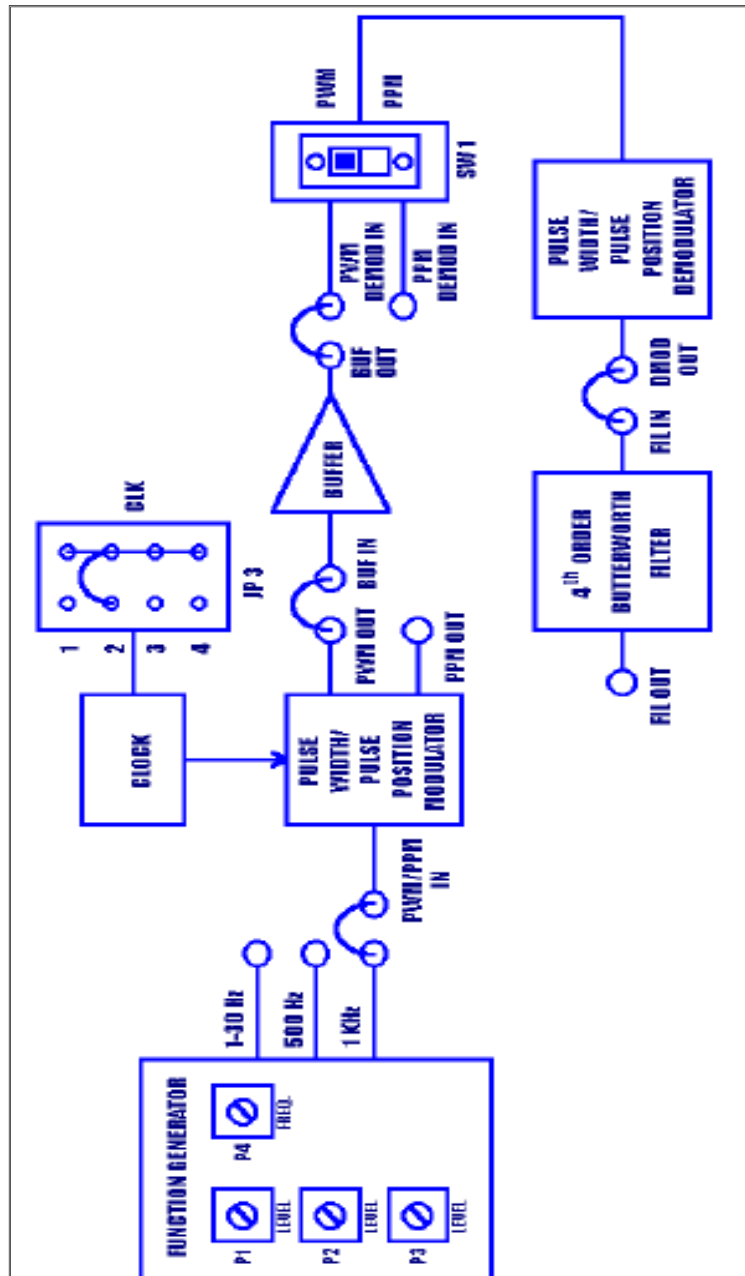 FUNCTION GENERATOR
P4
FREQ.
P1
LEVEL
P2
LEVEL
P3
LEVEL
1-30 Hz
500 Hz
1 KHz
PWM/PPM
IN
CLOCK
1
2
3
4
CLK
JP 3
PULSE
WIDTH/
PULSE
POSITION
MODULATOR
PWM OUT
PPM OUT
BUF IN
BUFFER
BUF
OUT
PWM
DEMOD IN
PPM
DEMOD IN
SW1
PWM
PPM
PULSE
WIDTH/
PULSE
POSITION
DEMODULATOR
DMOD
OUT
FIL IN
4th ORDER
BUTTERWORTH
FILTER
FIL OUT